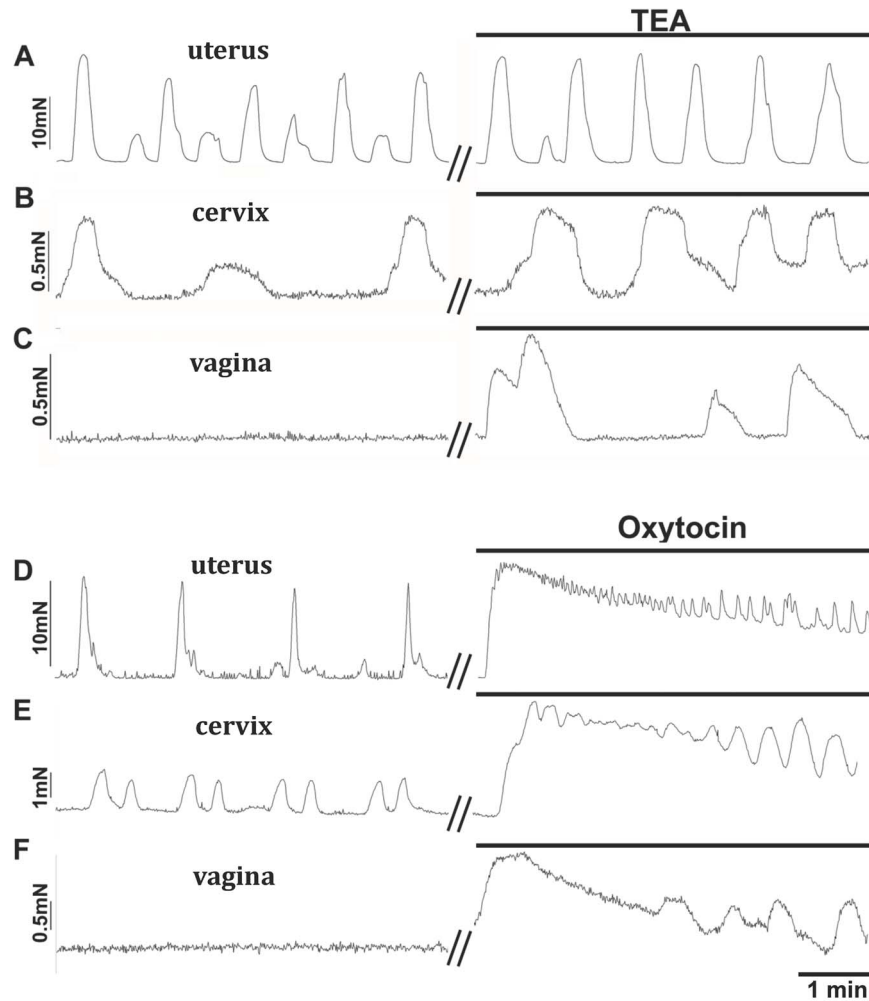 TEA
A
uterus
10mN
B
cervix
0.5mN
C
vagina
0.5mN
Oxytocin
D
uterus
10mN
E
cervix
1mN
F
vagina
0.5mN
1 min